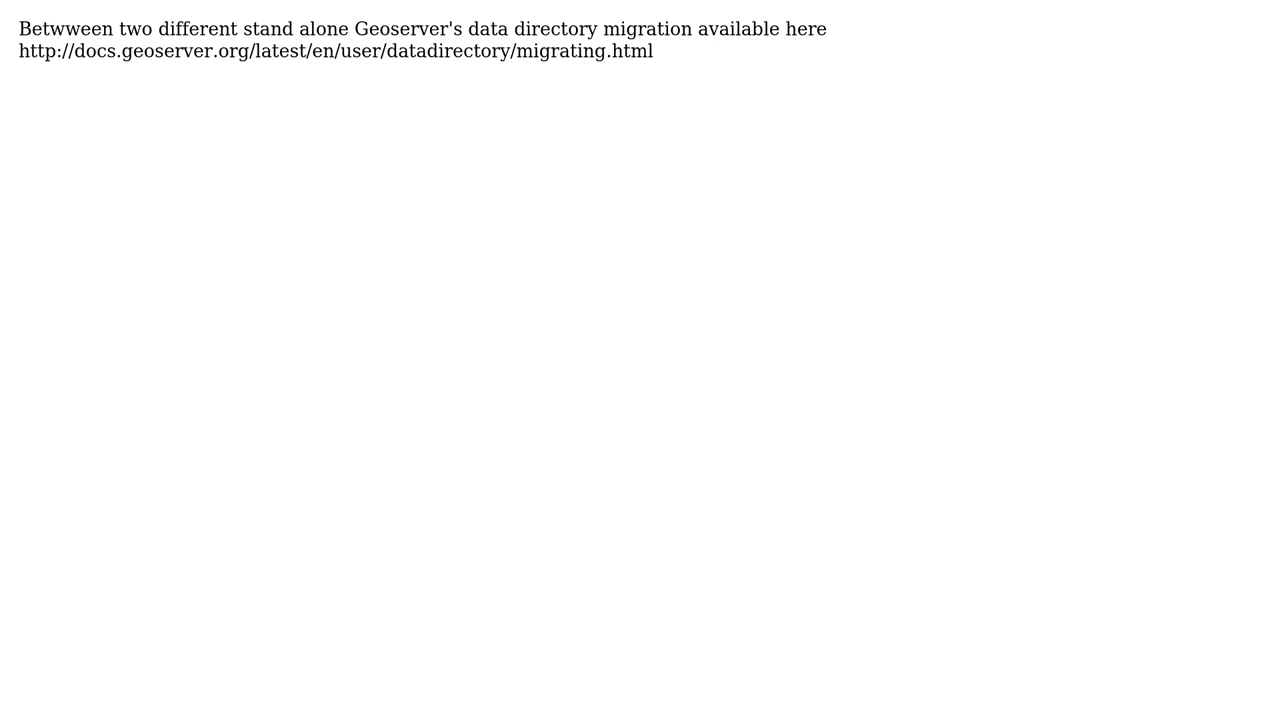 Betwween two different stand alone Geoserver's data directory migration available here
http://docs.geoserver.org/latest/en/user/datadirectory/migrating.html